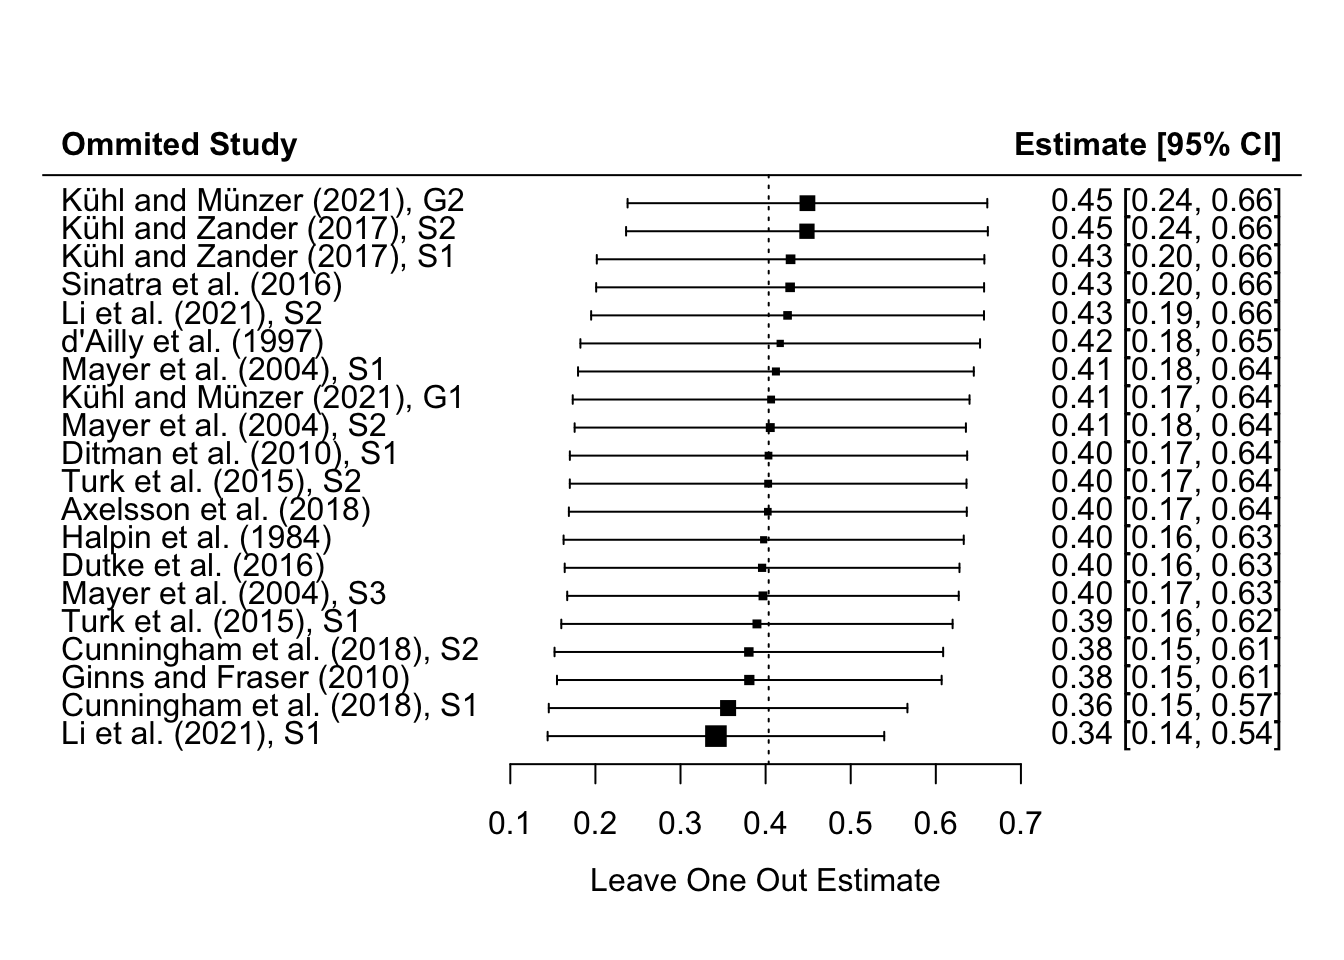 Ommited Study Estimate [95% CI]
Kühl and Münzer (2021), G2 0.45 [0.24, 0.66]
Kühl and Zander (2017), S2 0.45 [0.24, 0.66]
Kühl and Zander (2017), S1 0.43 [0.20, 0.66]
Sinatra et al. (2016) 0.43 [0.20, 0.66]
Li et al. (2021), S2 0.43 [0.19, 0.66]
d'Ailly et al. (1997) 0.42 [0.18, 0.65]
Mayer et al. (2004), S1 0.41 [0.18, 0.64]
Kühl and Münzer (2021), G1 0.41 [0.17, 0.64]
Mayer et al. (2004), S2 0.41 [0.18, 0.64]
Ditman et al. (2010), S1 0.40 [0.17, 0.64]
Turk et al. (2015), S2 0.40 [0.17, 0.64]
Axelsson et al. (2018) 0.40 [0.17, 0.64]
Halpin et al. (1984) 0.40 [0.16, 0.63]
Dutke et al. (2016) 0.40 [0.16, 0.63]
Mayer et al. (2004), S3 0.40 [0.17, 0.63]
Turk et al. (2015), S1 0.39 [0.16, 0.62]
Cunningham et al. (2018), S2 0.38 [0.15, 0.61]
Ginns and Fraser (2010) 0.38 [0.15, 0.61]
Cunningham et al. (2018), S1 0.36 [0.15, 0.57]
Li et al. (2021), S1 0.34 [0.14, 0.54]
0.1 0.2 0.3 0.4 0.5 0.6 0.7
Leave One Out Estimate